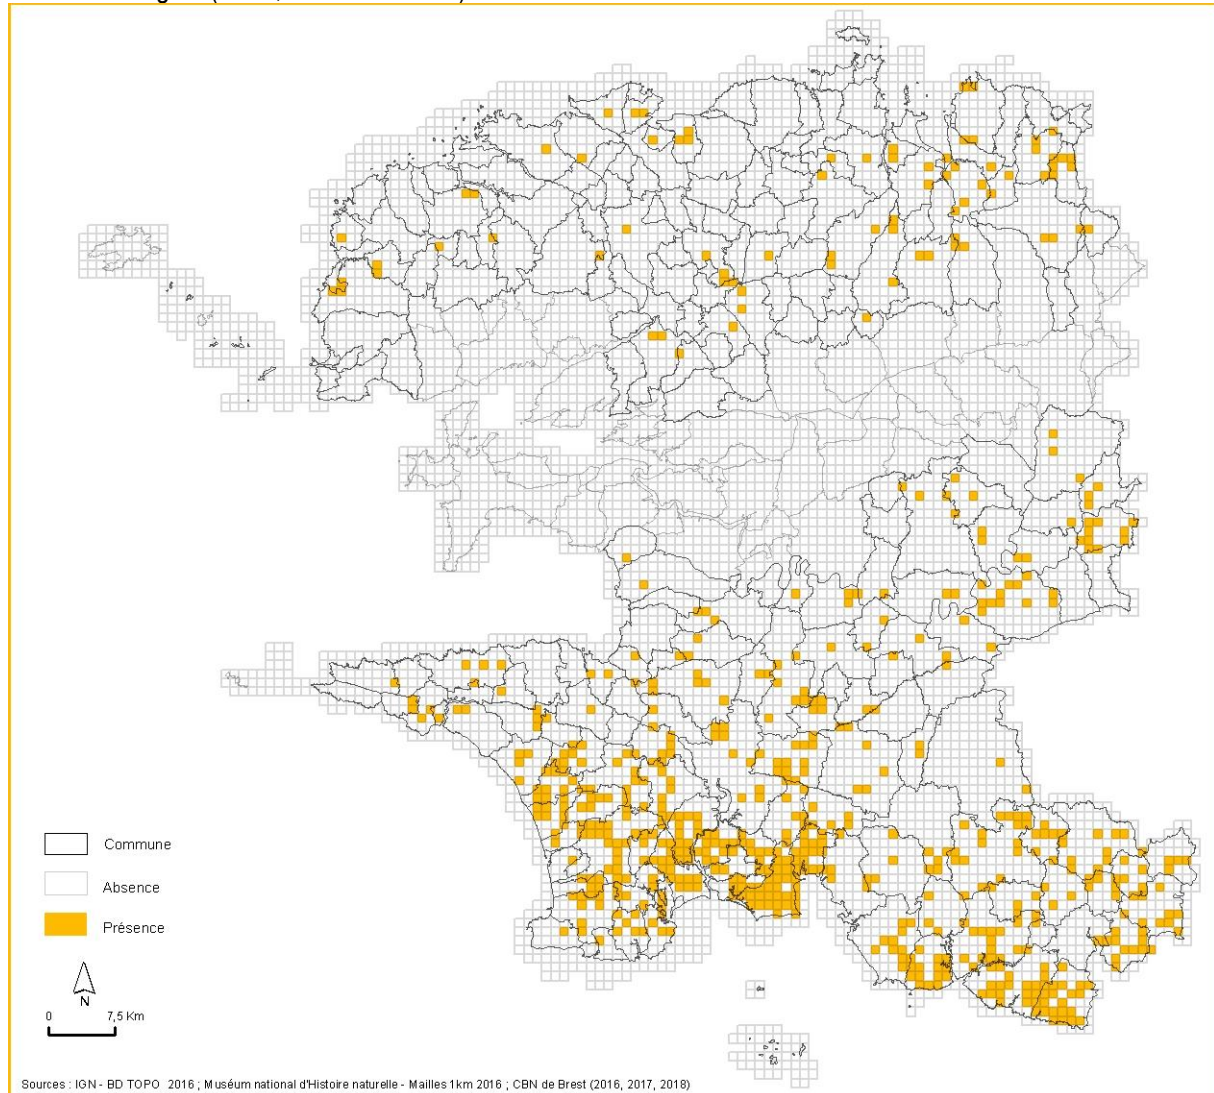 Commune
Absence
Présence
N
0 7,5 Km
Sources : IGN - BD TOPO 2016 ; Muséum national d'Histoire naturelle - Mailles 1km 2016 ; CBN de Brest (2016, 2017, 2018)